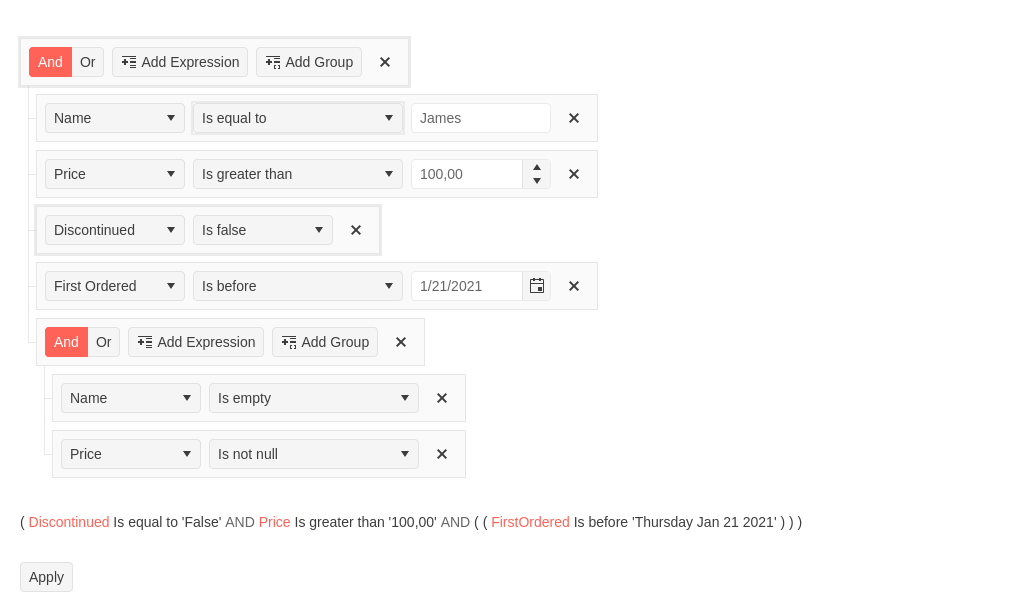 And Or Add Expression Add Group
Name Is equal to James
Price Is greater than 100,00
Discontinued Is false
First Ordered Is before 1/21/2021
And Or Add Expression Add Group
Name Is empty
Price Is not null
( Discontinued Is equal to 'False' AND Price Is greater than '100,00' AND ( ( FirstOrdered Is before 'Thursday Jan 21 2021' ) ) )
Apply